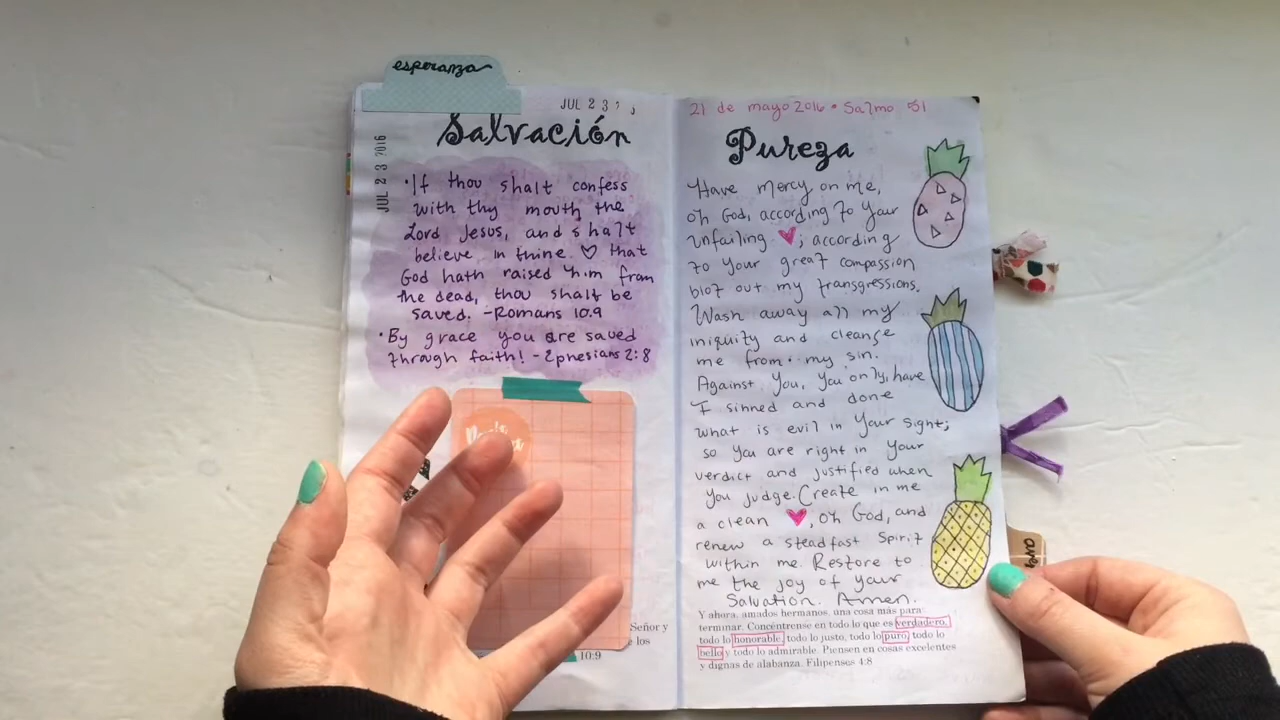 esperanza
JUL 2 3
JUL 2 3 2016
Salvación
• If thou shalt confess
with thy mouth the
Lord Jesus, and shalt
believe in thine ♡ that
God hath raised him from
the dead, thou shalt be
saved. -Romans 10.9
• By grace you are saved
through faith! - Ephesians 2:8
Señor y
los
10:9
21 de mayo 2016 • Salmo 51
Pureza
Have mercy on me,
oh God, according to your
unfailing ♥; according
to your great compassion
blot out my transgressions.
Wash away all my
iniquity and cleanse
me from my sin.
Against You, You only, have
I sinned and done
what is evil in your sight;
so you are right in your
verdict and justified when
you judge. Create in me
a clean ♥, oh God, and
renew a steadfast spirit
within me. Restore to
me the joy of your
Salvation. Amen.
Y ahora, amados hermanos, una cosa más para
terminar. Concéntrense en todo lo que es verdadero,
todo lo honorable, todo lo justo, todo lo puro, todo lo
bello y todo lo admirable. Piensen en cosas excelentes
y dignas de alabanza. Filipenses 4:8